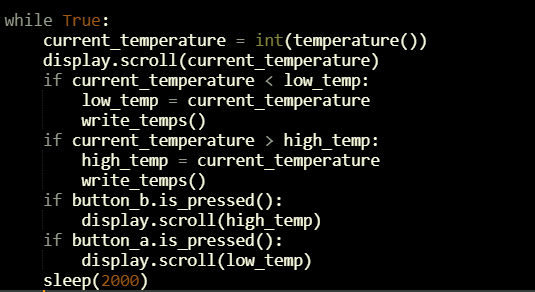 while True:
    current_temperature = int(temperature())
    display.scroll(current_temperature)
    if current_temperature < low_temp:
        low_temp = current_temperature
        write_temps()
    if current_temperature > high_temp:
        high_temp = current_temperature
        write_temps()
    if button_b.is_pressed():
        display.scroll(high_temp)
    if button_a.is_pressed():
        display.scroll(low_temp)
    sleep(2000)